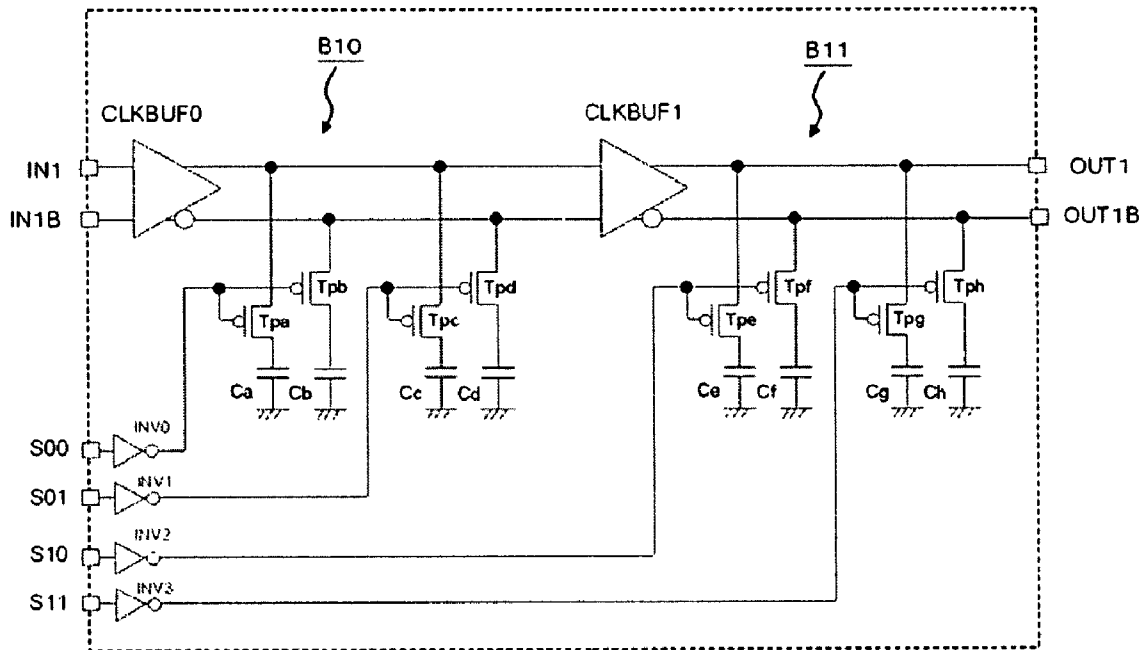 B10
B11
CLKBUF0
CLKBUF1
IN1
OUT1
IN1B
OUT1B
Tpb
Tpd
Tpf
Tph
Tpa
Tpc
Tpe
Tpg
Ca
Cb
Cc
Cd
Ce
Cf
Cg
Ch
INV0
S00
INV1
S01
INV2
S10
INV3
S11